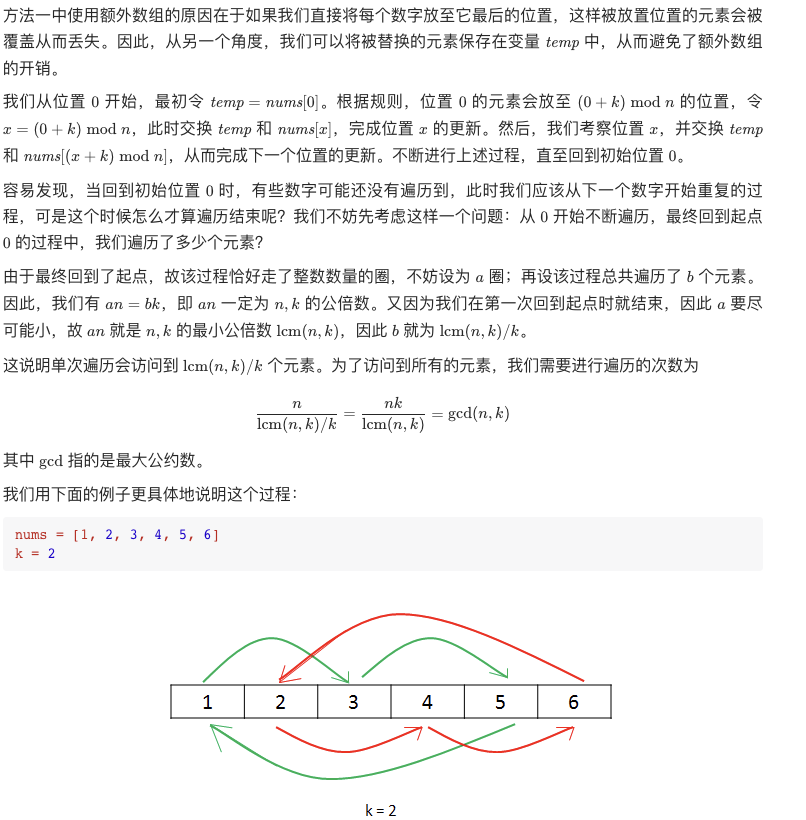 方法一中使用额外数组的原因在于如果我们直接将每个数字放至它最后的位置，这样被放置位置的元素会被
覆盖从而丢失。因此，从另一个角度，我们可以将被替换的元素保存在变量 temp 中，从而避免了额外数组
的开销。
我们从位置 0 开始，最初令 temp = nums[0]。根据规则，位置 0 的元素会放至 (0 + k) mod n 的位置，令
x = (0 + k) mod n，此时交换 temp 和 nums[x]，完成位置 x 的更新。然后，我们考察位置 x，并交换 temp
和 nums[(x + k) mod n]，从而完成下一个位置的更新。不断进行上述过程，直至回到初始位置 0。
容易发现，当回到初始位置 0 时，有些数字可能还没有遍历到，此时我们应该从下一个数字开始重复的过
程，可是这个时候怎么才算遍历结束呢？我们不妨先考虑这样一个问题：从 0 开始不断遍历，最终回到起点
0 的过程中，我们遍历了多少个元素？
由于最终回到了起点，故该过程恰好走了整数数量的圈，不妨设为 a 圈；再设该过程总共遍历了 b 个元素。
因此，我们有 an = bk，即 an 一定为 n, k 的公倍数。又因为我们在第一次回到起点时就结束，因此 a 要尽
可能小，故 an 就是 n, k 的最小公倍数 lcm(n, k)，因此 b 就为 lcm(n, k)/k。
这说明单次遍历会访问到 lcm(n, k)/k 个元素。为了访问到所有的元素，我们需要进行遍历的次数为
n / (lcm(n, k)/k) = nk / lcm(n, k) = gcd(n, k)
其中 gcd 指的是最大公约数。
我们用下面的例子更具体地说明这个过程：
nums = [1, 2, 3, 4, 5, 6]
k = 2
1 2 3 4 5 6
k = 2